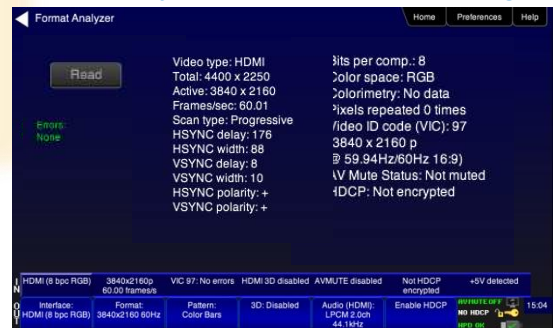 Format Analyzer
Home
Preferences
Help
Read
Errors:
None
Video type: HDMI
Total: 4400 x 2250
Active: 3840 x 2160
Frames/sec: 60.01
Scan type: Progressive
HSYNC delay: 176
HSYNC width: 88
VSYNC delay: 8
VSYNC width: 10
HSYNC polarity: +
VSYNC polarity: +
Bits per comp.: 8
Color space: RGB
Colorimetry: No data
Pixels repeated 0 times
Video ID code (VIC): 97
3840 x 2160 p
@ 59.94Hz/60Hz 16:9)
AV Mute Status: Not muted
HDCP: Not encrypted
IN
HDMI (8 bpc RGB)
3840x2160p
60.00 frames/s
VIC 97: No errors
HDMI 3D disabled
AVMUTE disabled
Not HDCP
encrypted
+5V detected
OUT
Interface:
HDMI (8 bpc RGB)
Format:
3840x2160 60Hz
Pattern:
Color Bars
3D: Disabled
Audio (HDMI):
LPCM 2.0ch
44.1kHz
Enable HDCP
AVMUTE OFF
NO HDCP
HPD OK
15:04